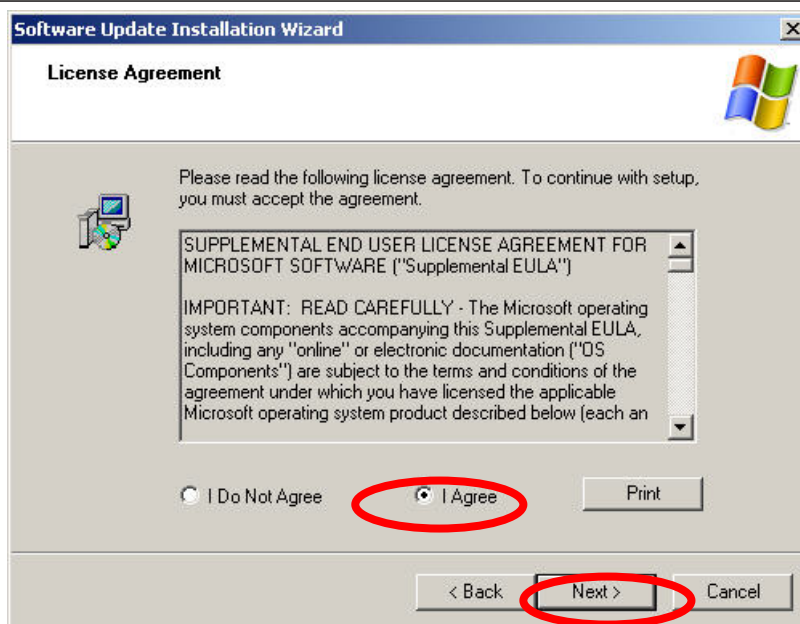 Software Update Installation Wizard
License Agreement
Please read the following license agreement. To continue with setup,
you must accept the agreement.
SUPPLEMENTAL END USER LICENSE AGREEMENT FOR
MICROSOFT SOFTWARE ("Supplemental EULA")
IMPORTANT:  READ CAREFULLY - The Microsoft operating
system components accompanying this Supplemental EULA,
including any "online" or electronic documentation ("OS
Components") are subject to the terms and conditions of the
agreement under which you have licensed the applicable
Microsoft operating system product described below (each an
I Do Not Agree I Agree Print
< Back Next > Cancel